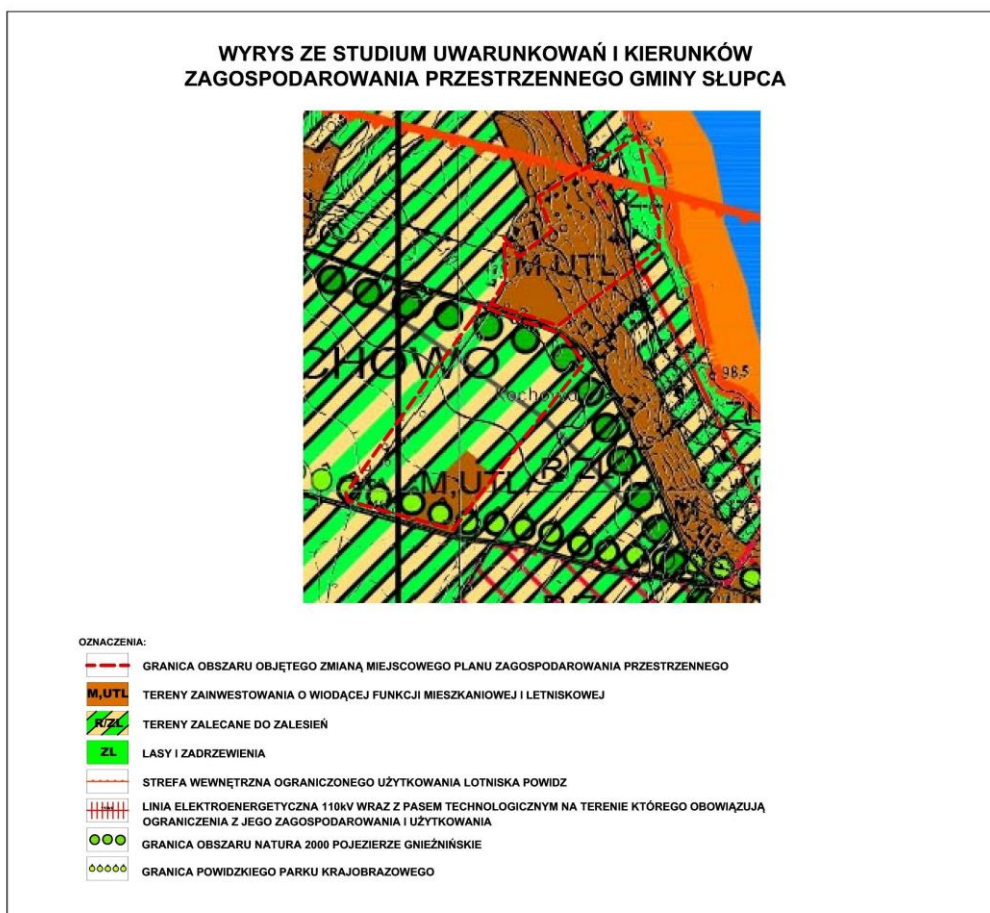 WYRYS ZE STUDIUM UWARUNKOWAŃ I KIERUNKÓW
ZAGOSPODAROWANIA PRZESTRZENNEGO GMINY SŁUPCA
M,UTL
CHOWO
Kochowo
98,5
ZL
M,UTL
R/ZL
OZNACZENIA:
GRANICA OBSZARU OBJĘTEGO ZMIANĄ MIEJSCOWEGO PLANU ZAGOSPODAROWANIA PRZESTRZENNEGO
M,UTL TERENY ZAINWESTOWANIA O WIODĄCEJ FUNKCJI MIESZKANIOWEJ I LETNISKOWEJ
R/ZL TERENY ZALECANE DO ZALESIEŃ
ZL LASY I ZADRZEWIENIA
STREFA WEWNĘTRZNA OGRANICZONEGO UŻYTKOWANIA LOTNISKA POWIDZ
LINIA ELEKTROENERGETYCZNA 110kV WRAZ Z PASEM TECHNOLOGICZNYM NA TERENIE KTÓREGO OBOWIĄZUJĄ
OGRANICZENIA Z JEGO ZAGOSPODAROWANIA I UŻYTKOWANIA
GRANICA OBSZARU NATURA 2000 POJEZIERZE GNIEŹNIŃSKIE
GRANICA POWIDZKIEGO PARKU KRAJOBRAZOWEGO